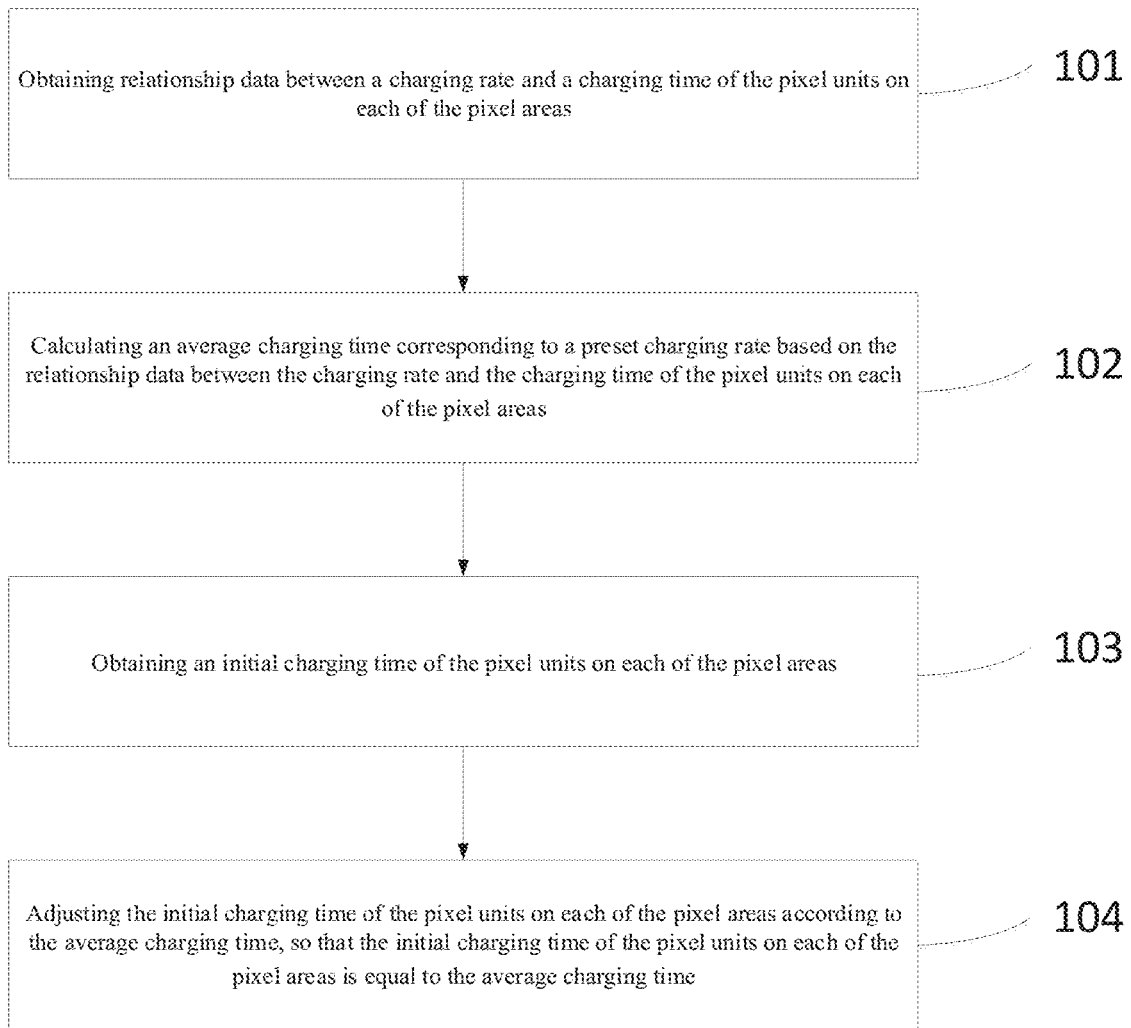 Obtaining relationship data between a charging rate and a charging time of the pixel units on
each of the pixel areas
101
Calculating an average charging time corresponding to a preset charging rate based on the
relationship data between the charging rate and the charging time of the pixel units on each
of the pixel areas
102
Obtaining an initial charging time of the pixel units on each of the pixel areas
103
Adjusting the initial charging time of the pixel units on each of the pixel areas according to
the average charging time, so that the initial charging time of the pixel units on each of the
pixel areas is equal to the average charging time
104